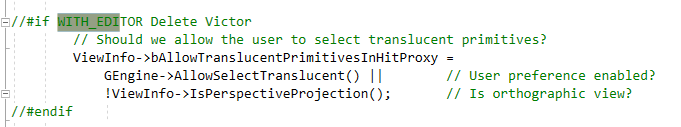 //#if WITH_EDITOR Delete Victor
// Should we allow the user to select translucent primitives?
ViewInfo->bAllowTranslucentPrimitivesInHitProxy =
GEngine->AllowSelectTranslucent() || // User preference enabled?
!ViewInfo->IsPerspectiveProjection(); // Is orthographic view?
//#endif